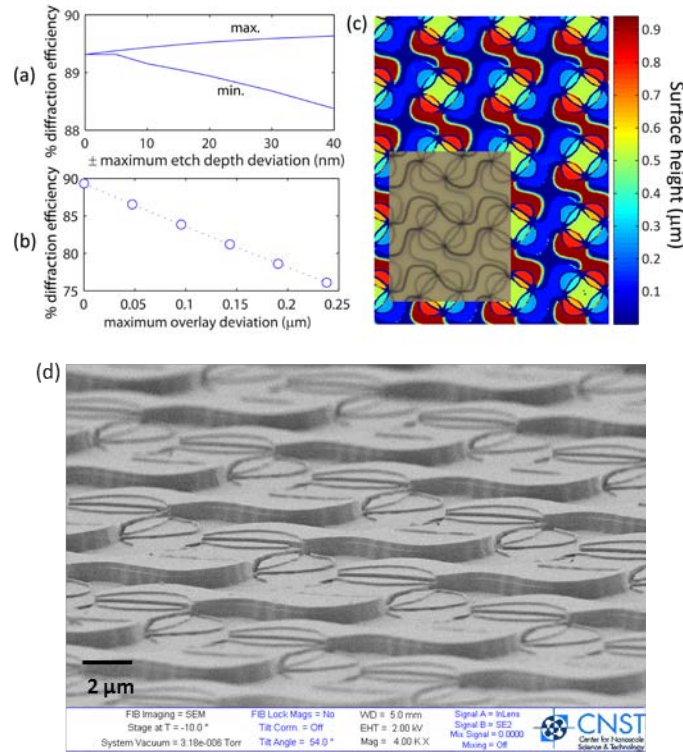 (a)
90
89
88
% diffraction efficiency
max.
min.
0 10 20 30 40
± maximum etch depth deviation (nm)
(b)
90
85
80
75
% diffraction efficiency
0 0.05 0.1 0.15 0.2 0.25
maximum overlay deviation (µm)
(c)
0.9
0.8
0.7
0.6
0.5
0.4
0.3
0.2
0.1
Surface height (µm)
(d)
2 µm
FIB Imaging = SEM
Stage at T = -10.0 °
System Vacuum = 3.18e-006 Torr
FIB Lock Mags = No
Tilt Corrn. = Off
Tilt Angle = 54.0 °
WD = 5.0 mm
EHT = 2.00 kV
Mag = 4.00 K X
Signal A = InLens
Signal B = SE2
Mix Signal = 0.0000
Mixing = Off
CNST
Center for Nanoscale
Science & Technology